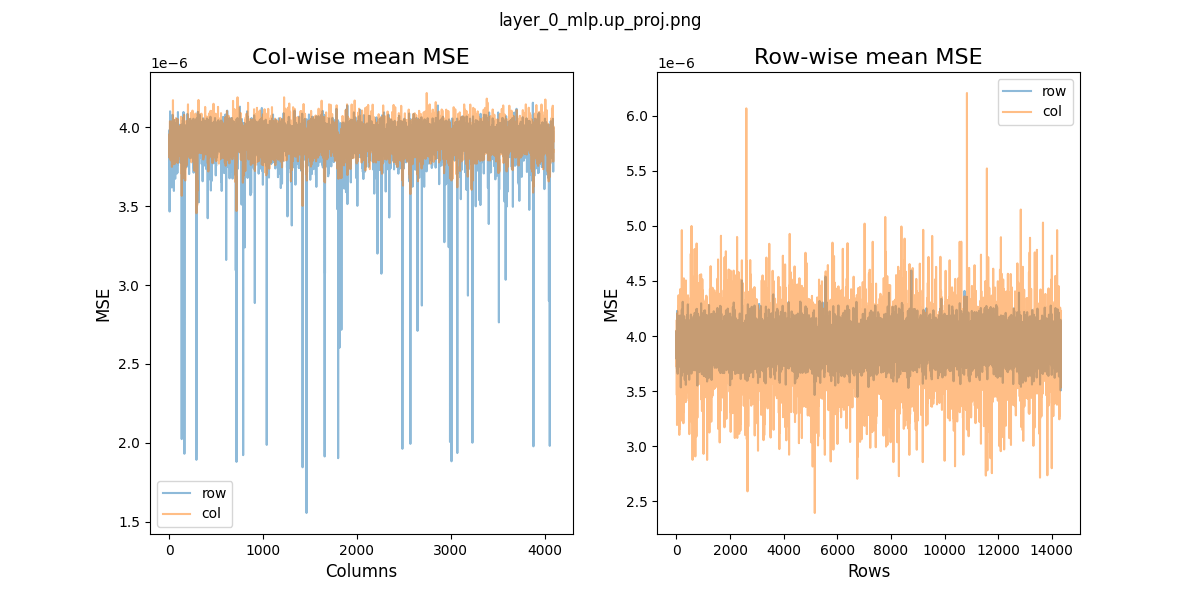 layer_0_mlp.up_proj.png
Col-wise mean MSE
1e−6
4.0
3.5
3.0
2.5
2.0
1.5
MSE
0 1000 2000 3000 4000
Columns
row
col
Row-wise mean MSE
1e−6
6.0
5.5
5.0
4.5
4.0
3.5
3.0
2.5
MSE
0 2000 4000 6000 8000 10000 12000 14000
Rows
row
col